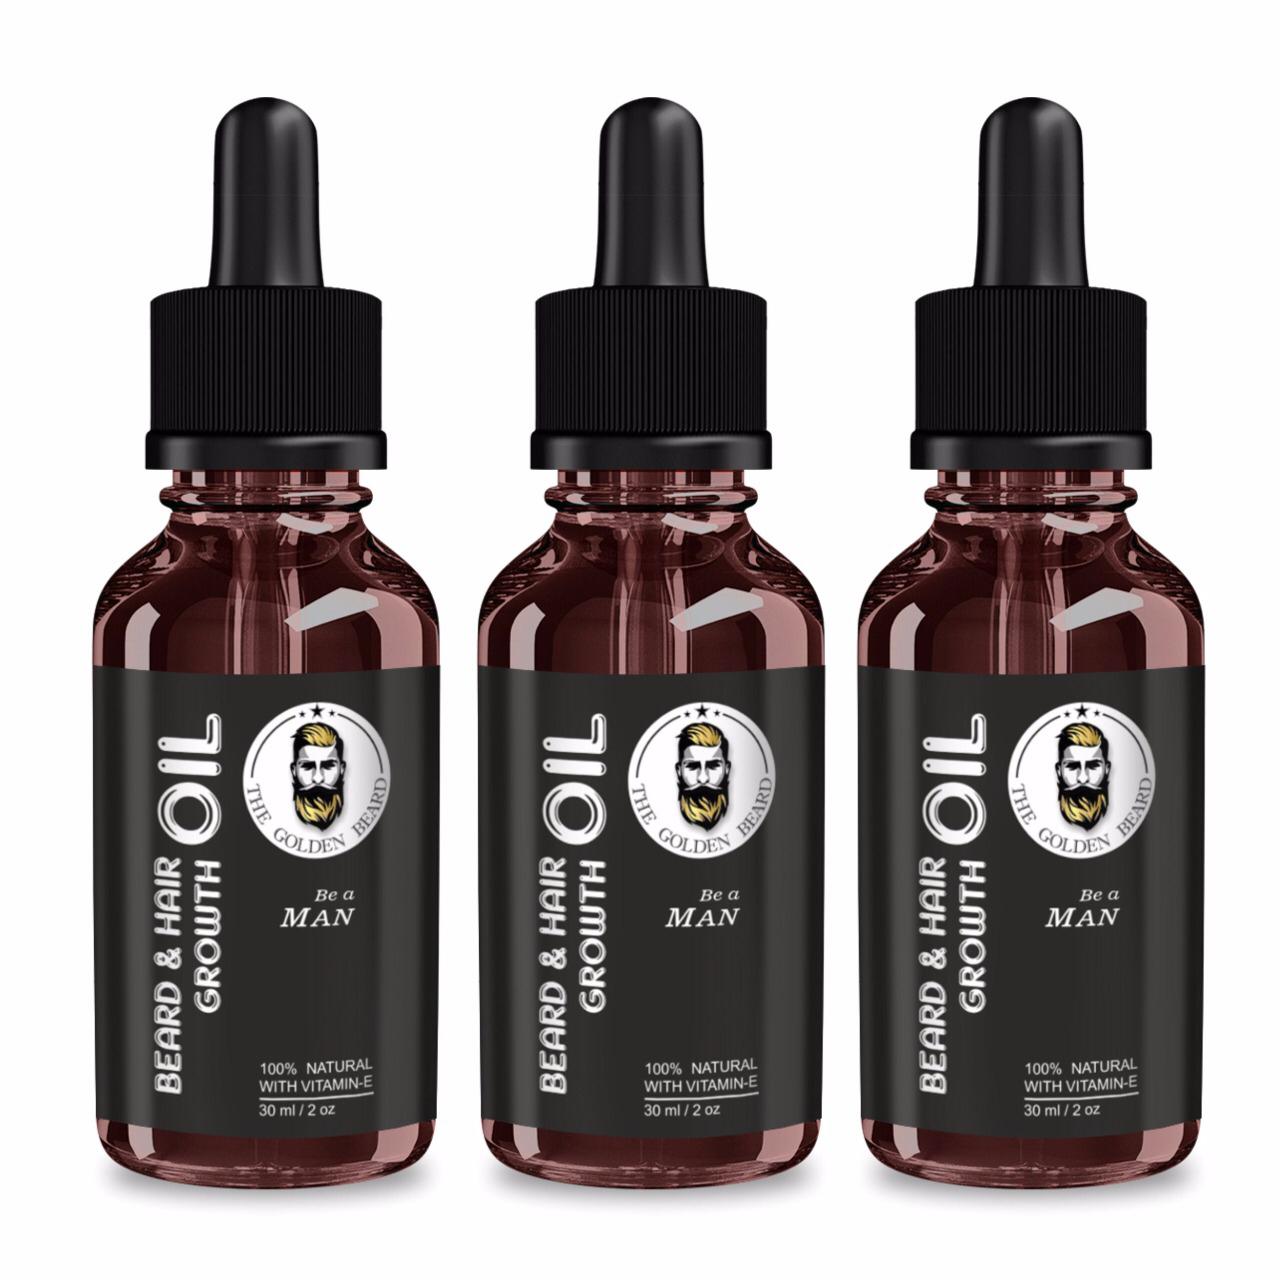 BEARD & HAIR
GROWTH
OIL
THE GOLDEN BEARD
Be a
MAN
100% NATURAL
WITH VITAMIN-E
30 ml / 2 oz
BEARD & HAIR
GROWTH
OIL
THE GOLDEN BEARD
Be a
MAN
100% NATURAL
WITH VITAMIN-E
30 ml / 2 oz
BEARD & HAIR
GROWTH
OIL
THE GOLDEN BEARD
Be a
MAN
100% NATURAL
WITH VITAMIN-E
30 ml / 2 oz